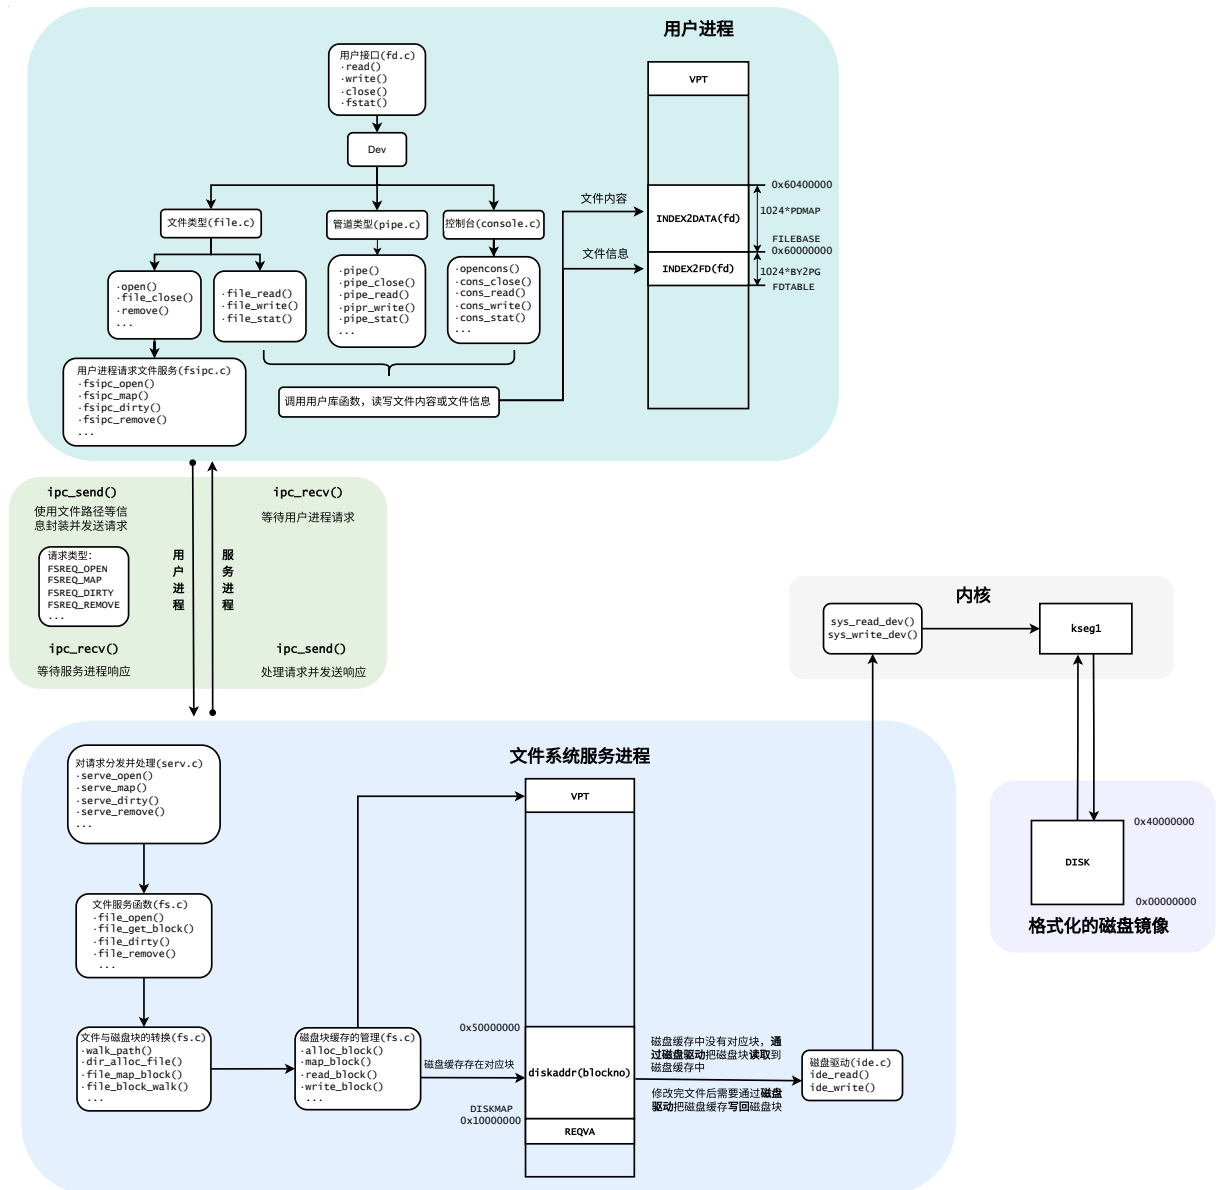 用户进程
用户接口(fd.c)
·read()
·write()
·close()
·fstat()
Dev
文件类型(file.c)
管道类型(pipe.c)
控制台(console.c)
·open()
·file_close()
·remove()
...
·file_read()
·file_write()
·file_stat()
·pipe()
·pipe_close()
·pipe_read()
·pipr_write()
·pipe_stat()
...
·opencons()
·cons_close()
·cons_read()
·cons_write()
·cons_stat()
...
用户进程请求文件服务(fsipc.c)
·fsipc_open()
·fsipc_map()
·fsipc_dirty()
·fsipc_remove()
...
调用用户库函数，读写文件内容或文件信息
文件内容
文件信息
VPT
INDEX2DATA(fd)
INDEX2FD(fd)
0x60400000
1024*PDMAP
FILEBASE
0x60000000
1024*BY2PG
FDTABLE
ipc_send()
使用文件路径等信
息封装并发送请求
请求类型：
FSREQ_OPEN
FSREQ_MAP
FSREQ_DIRTY
FSREQ_REMOVE
...
ipc_recv()
等待服务进程响应
用户进程
服务进程
ipc_recv()
等待用户进程请求
ipc_send()
处理请求并发送响应
内核
sys_read_dev()
sys_write_dev()
kseg1
DISK
0x40000000
0x00000000
格式化的磁盘镜像
文件系统服务进程
对请求分发并处理(serv.c)
·serve_open()
·serve_map()
·serve_dirty()
·serve_remove()
...
文件服务函数(fs.c)
·file_open()
·file_get_block()
·file_dirty()
·file_remove()
...
文件与磁盘块的转换(fs.c)
·walk_path()
·dir_alloc_file()
·file_map_block()
·file_block_walk()
...
磁盘块缓存的管理(fs.c)
·alloc_block()
·map_block()
·read_block()
·write_block()
...
磁盘缓存存在对应块
VPT
0x50000000
diskaddr(blockno)
DISKMAP
0x10000000
REQVA
磁盘缓存中没有对应块，通
过磁盘驱动把磁盘块读取到
磁盘缓存中
修改完文件后需要通过磁盘
驱动把磁盘缓存写回磁盘块
磁盘驱动(ide.c)
ide_read()
ide_write()